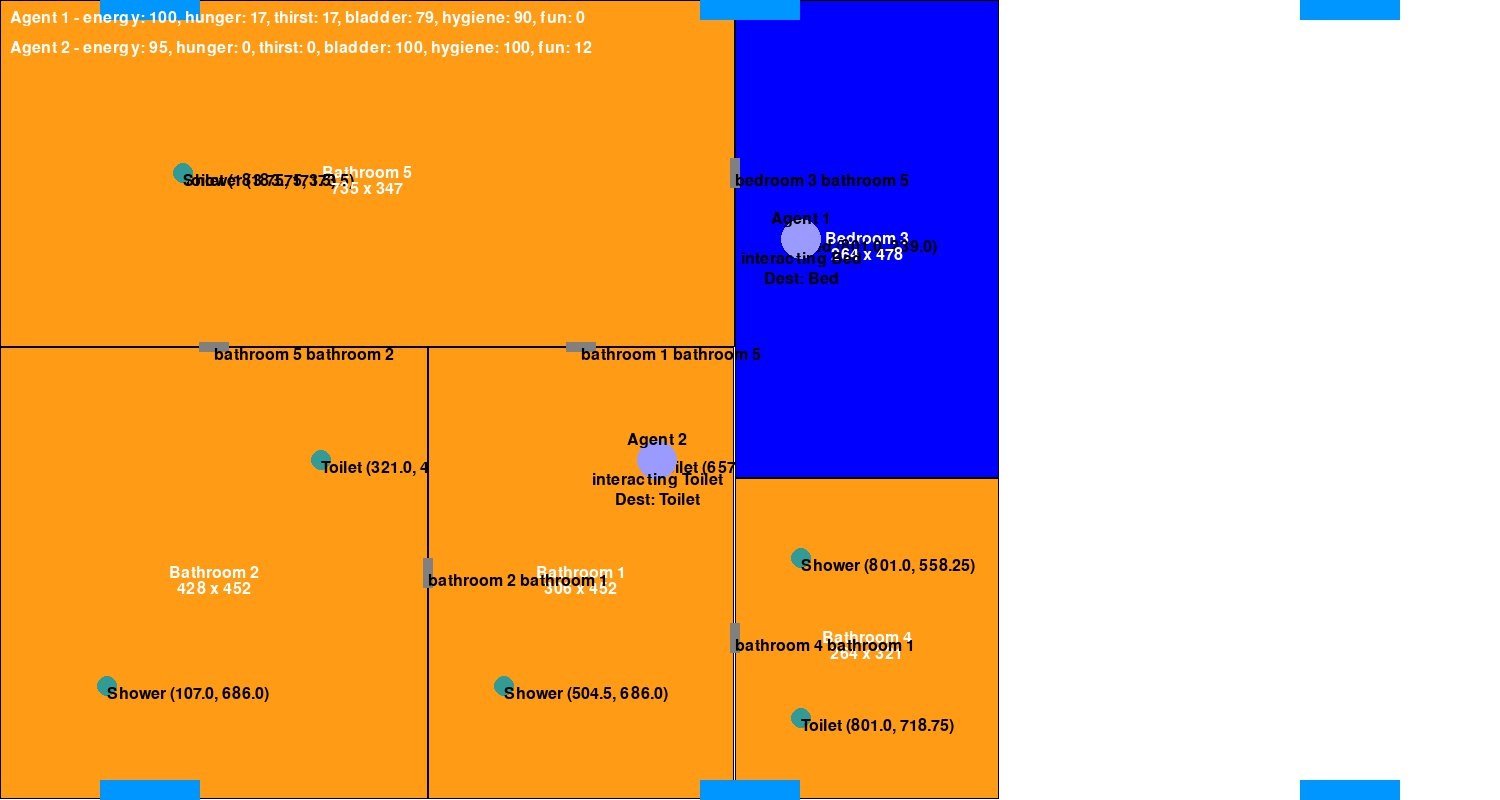 Agent 1 - energy: 100, hunger: 17, thirst: 17, bladder: 79, hygiene: 90, fun: 0
Agent 2 - energy: 95, hunger: 0, thirst: 0, bladder: 100, hygiene: 100, fun: 12
Bathroom 5
735 x 347
bedroom 3 bathroom 5
Agent 1
Bedroom 3
264 x 478
interacting Bed
Dest: Bed
bathroom 5 bathroom 2
bathroom 1 bathroom 5
Agent 2
Toilet (321.0, 4
interacting Toilet
Dest: Toilet
Bathroom 2
428 x 452
bathroom 2 bathroom 1
Bathroom 1
306 x 452
Shower (801.0, 558.25)
Bathroom 4
264 x 321
bathroom 4 bathroom 1
Shower (107.0, 686.0)
Shower (504.5, 686.0)
Toilet (801.0, 718.75)